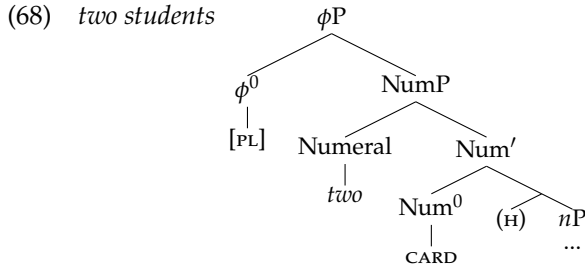 (68) two students ϕP
ϕ⁰ NumP
[PL] Numeral Num′
two Num⁰ (H) nP
CARD ...